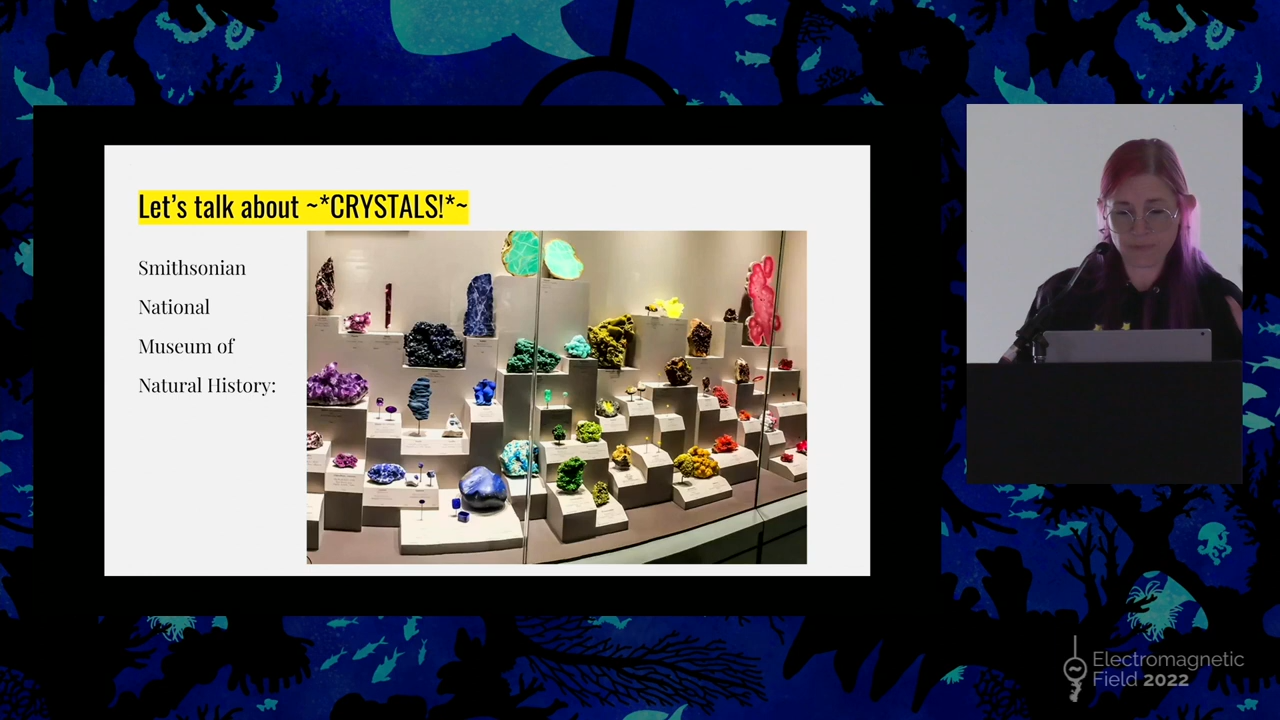 Let's talk about ~*CRYSTALS!*~
Smithsonian
National
Museum of
Natural History:
Electromagnetic
Field 2022